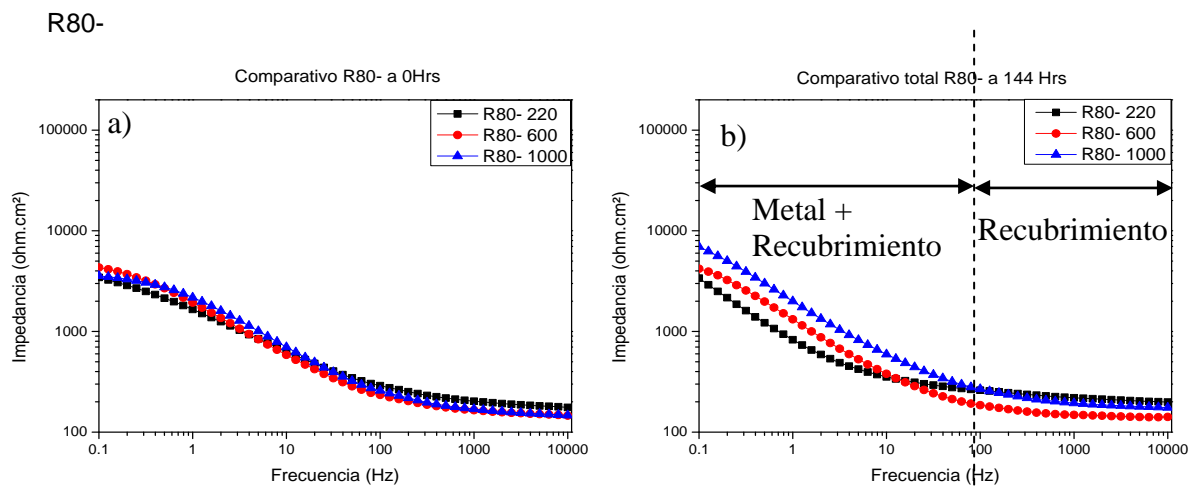 R80-
Comparativo R80- a 0Hrs
a)
R80- 220
R80- 600
R80- 1000
100000
10000
1000
100
Impedancia (ohm.cm²)
0.1 1 10 100 1000 10000
Frecuencia (Hz)
Comparativo total R80- a 144 Hrs
b)
R80- 220
R80- 600
R80- 1000
Metal +
Recubrimiento
Recubrimiento
100000
10000
1000
100
Impedancia (ohm.cm²)
0.1 1 10 100 1000 10000
Frecuencia (Hz)